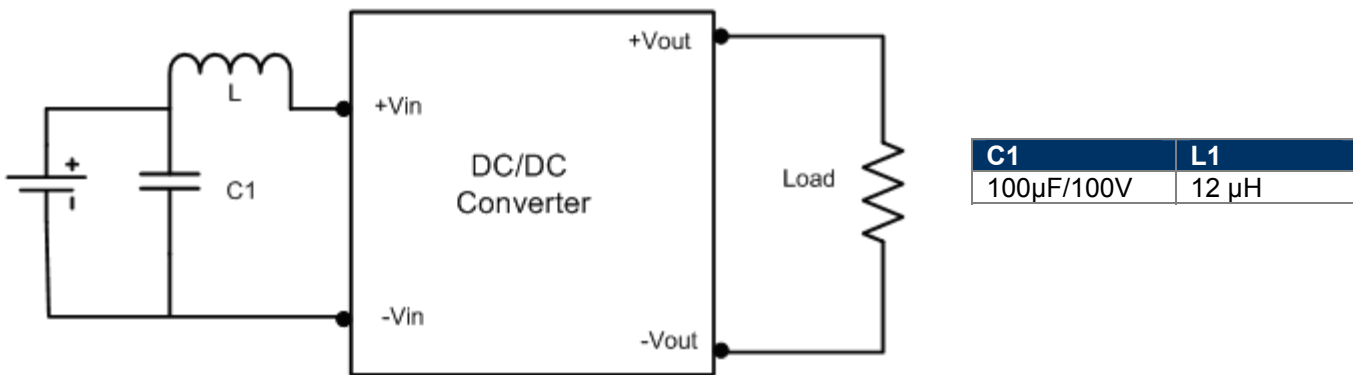 +Vout
L
+Vin
+
DC/DC
Converter
C1
Load
-
-Vin
-Vout
C1 L1
100µF/100V 12 µH